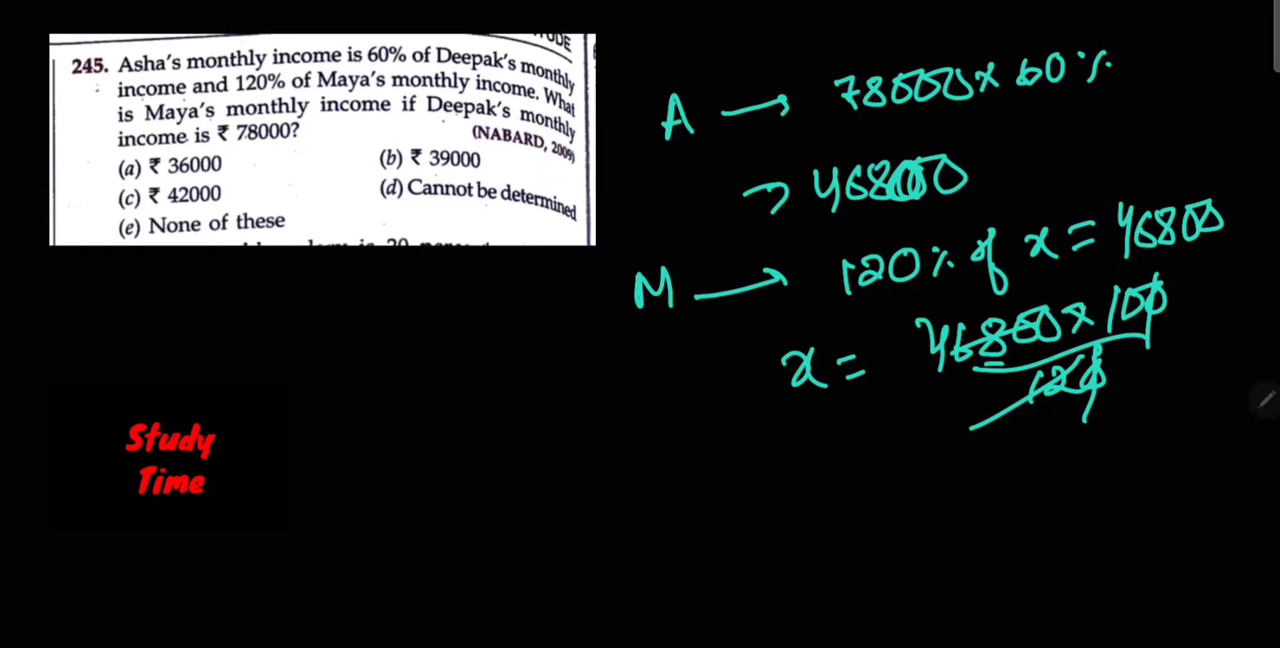 TUDE
245. Asha's monthly income is 60% of Deepak's monthly
income and 120% of Maya's monthly income. What
is Maya's monthly income if Deepak's monthly
income is ₹ 78000?
(NABARD, 2009)
(a) ₹ 36000
(b) ₹ 39000
(c) ₹ 42000
(d) Cannot be determined
(e) None of these
A → 78000 x 60%
→ 46800
M → 120% of x = 46800
x = 46800 x 100 / 120
Study
Time